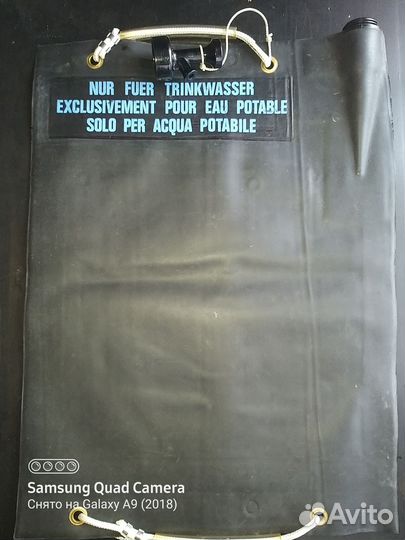 NUR FUER TRINKWASSER
EXCLUSIVEMENT POUR EAU POTABLE
SOLO PER ACQUA POTABILE
Samsung Quad Camera
Снято на Galaxy A9 (2018)
Avito